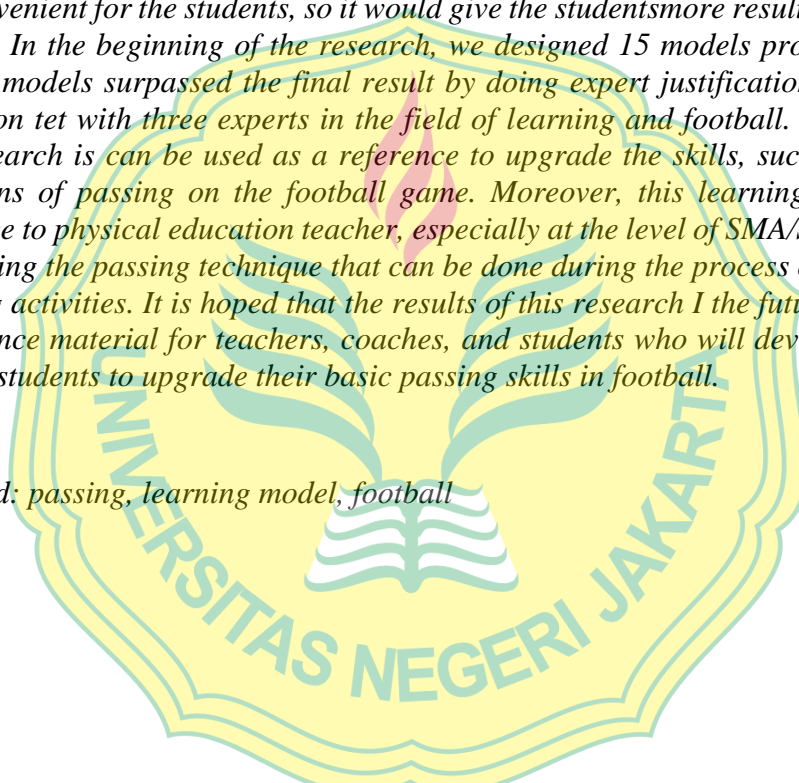 venient for the students, so it would give the studentsmore result
In the beginning of the research, we designed 15 models pro
models surpassed the final result by doing expert justification
on tet with three experts in the field of learning and football.
earch is can be used as a reference to upgrade the skills, suc
ns of passing on the football game. Moreover, this learning
e to physical education teacher, especially at the level of SMA/
ing the passing technique that can be done during the process
g activities. It is hoped that the results of this research I the futu
nce material for teachers, coaches, and students who will dev
students to upgrade their basic passing skills in football.
d: passing, learning model, football
UNIVERSITAS NEGERI JAKARTA